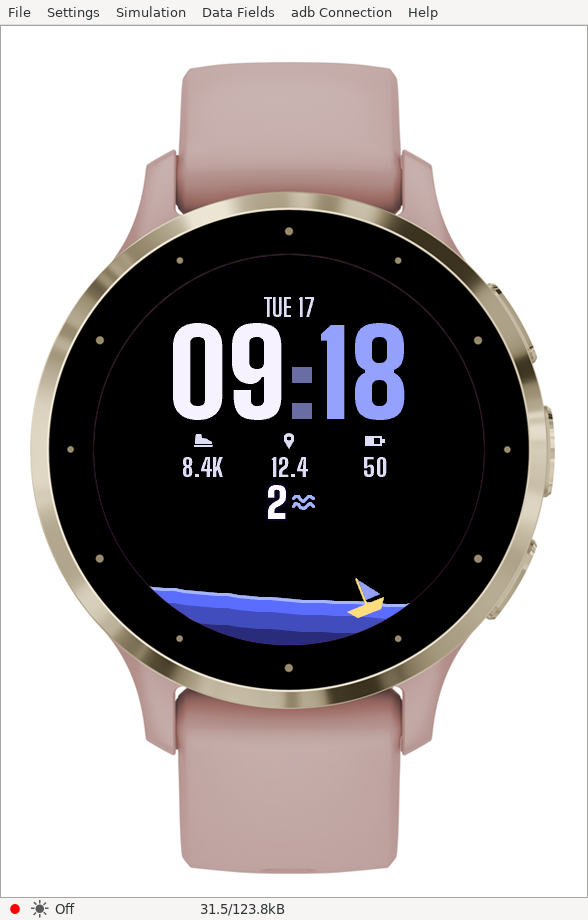 File Settings Simulation Data Fields adb Connection Help
TUE 17
09:18
8.4K 12.4 50
2
Off 31.5/123.8kB